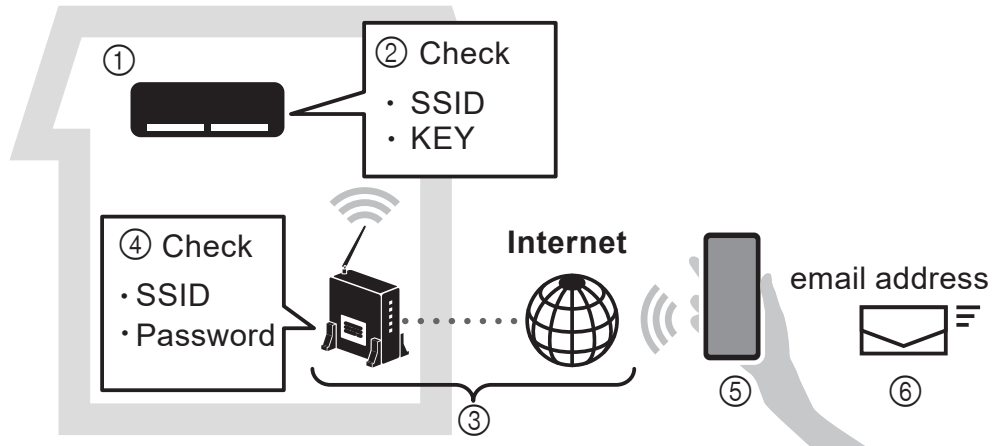 ①
② Check
・ SSID
・ KEY
④ Check
・SSID
・Password
Internet
email address
③
⑤
⑥